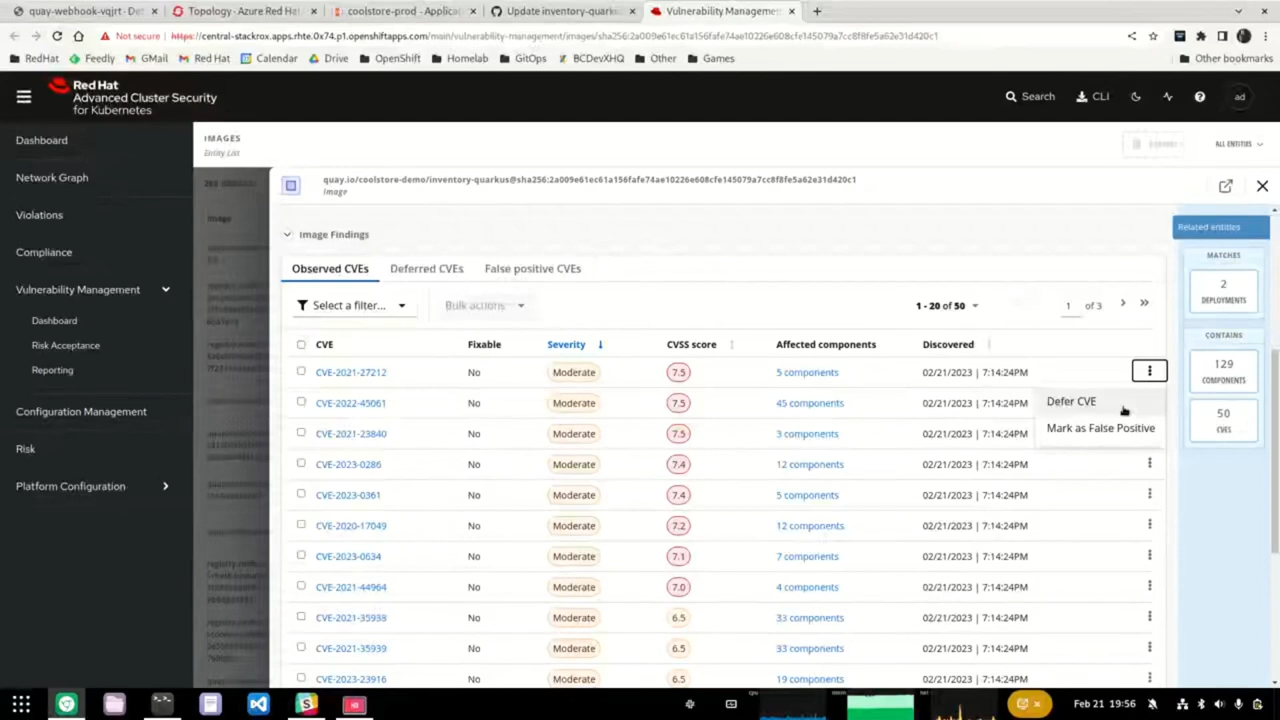 quay-webhook-vqjrt - Def
Topology · Azure Red Hat
coolstore-prod - Applicat
Update inventory-quarkus
Vulnerability Management
Not secure
https://central-stackrox.apps.rhte.0x74.p1.openshiftapps.com/main/vulnerability-management/images/sha256:2a009e61ec61a156fafe74ae10226e608cfe145079a7cc8f8fe5a62e31d420c1
RedHat Feedly GMail Red Hat Calendar Drive OpenShift Homelab GitOps BCDevXHQ Other Games Other bookmarks
Red Hat
Advanced Cluster Security
for Kubernetes
Search CLI ad
Dashboard
Network Graph
Violations
Compliance
Vulnerability Management
Dashboard
Risk Acceptance
Reporting
Configuration Management
Risk
Platform Configuration
IMAGES
Entity List
ALL ENTITIES
Image
quay.io/coolstore-demo/inventory-quarkus@sha256:2a009e61ec61a156fafe74ae10226e608cfe145079a7cc8f8fe5a62e31d420c1
Image
Image Findings
Observed CVEs Deferred CVEs False positive CVEs
Select a filter... Bulk actions 1 - 20 of 50 1 of 3
CVE Fixable Severity CVSS score Affected components Discovered
CVE-2021-27212 No Moderate 7.5 5 components 02/21/2023 | 7:14:24PM
CVE-2022-45061 No Moderate 7.5 45 components 02/21/2023 | 7:14:24PM
CVE-2021-23840 No Moderate 7.5 3 components 02/21/2023 | 7:14:24PM
CVE-2023-0286 No Moderate 7.4 12 components 02/21/2023 | 7:14:24PM
CVE-2023-0361 No Moderate 7.4 5 components 02/21/2023 | 7:14:24PM
CVE-2020-17049 No Moderate 7.2 12 components 02/21/2023 | 7:14:24PM
CVE-2023-0634 No Moderate 7.1 7 components 02/21/2023 | 7:14:24PM
CVE-2021-44964 No Moderate 7.0 4 components 02/21/2023 | 7:14:24PM
CVE-2021-35938 No Moderate 6.5 33 components 02/21/2023 | 7:14:24PM
CVE-2021-35939 No Moderate 6.5 33 components 02/21/2023 | 7:14:24PM
CVE-2023-23916 No Moderate 6.5 19 components 02/21/2023 | 7:14:24PM
Defer CVE
Mark as False Positive
Related entities
MATCHES
2
DEPLOYMENTS
CONTAINS:
129
COMPONENTS
50
CVES
cpu
Feb 21 19:56